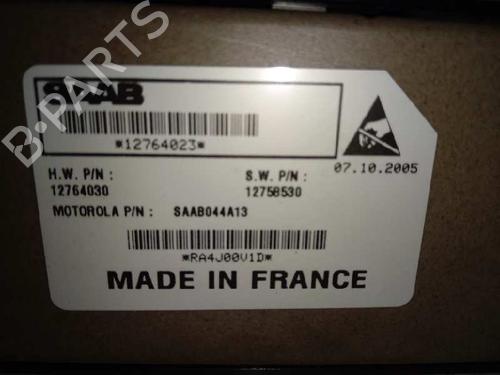 SAAB
*12764023*
07.10.2005
H.W. P/N : S.W. P/N :
12764030 12758530
MOTOROLA P/N : SAAB044A13
*RA4J00V1D*
MADE IN FRANCE
B-PARTS